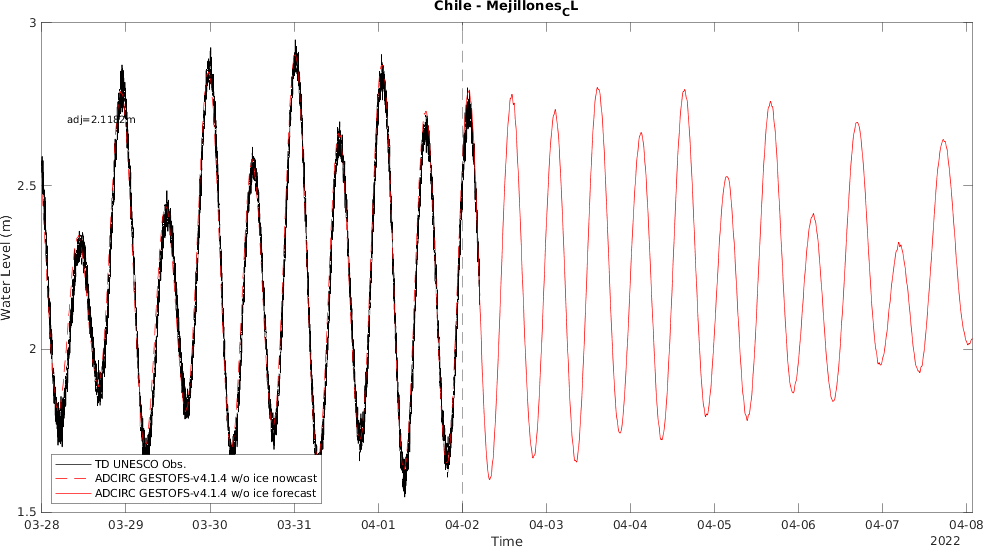 Chile - Mejillones_CL
3
2.5
2
1.5
Water Level (m)
adj=2.1182m
TD UNESCO Obs.
ADCIRC GESTOFS-v4.1.4 w/o ice nowcast
ADCIRC GESTOFS-v4.1.4 w/o ice forecast
03-28 03-29 03-30 03-31 04-01 04-02 04-03 04-04 04-05 04-06 04-07 04-08
Time
2022